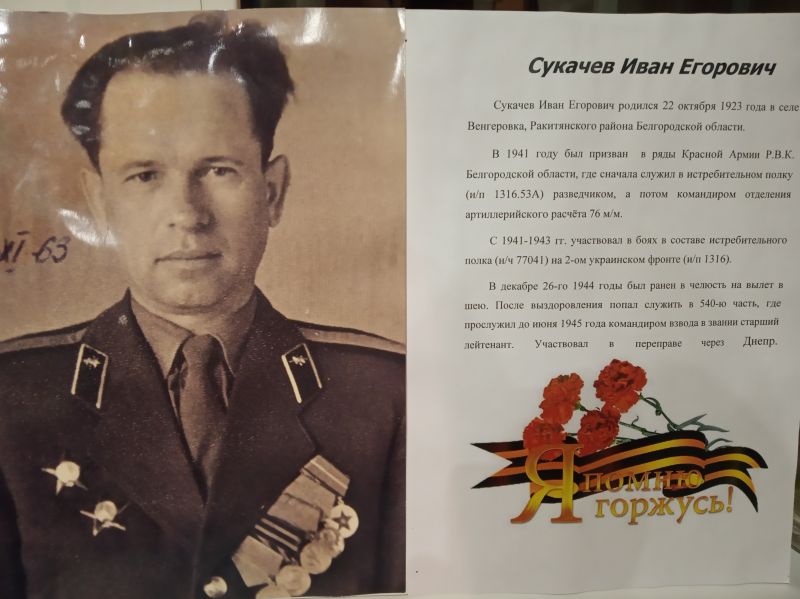 XI-63
Сукачев Иван Егорович
Сукачев Иван Егорович родился 22 октября 1923 года в селе
Венгеровка, Ракитянского района Белгородской области.
В 1941 году был призван в ряды Красной Армии Р.В.К.
Белгородской области, где сначала служил в истребительном полку
(и/п 1316.53А) разведчиком, а потом командиром отделения
артиллерийского расчёта 76 м/м.
С 1941-1943 гг. участвовал в боях в составе истребительного
полка (н/ч 77041) на 2-ом украинском фронте (и/п 1316).
В декабре 26-го 1944 годы был ранен в челюсть на вылет в
шею. После выздоровления попал служить в 540-ю часть, где
прослужил до июня 1945 года командиром взвода в звании старший
лейтенант. Участвовал в переправе через Днепр.
Я помню
горжусь!